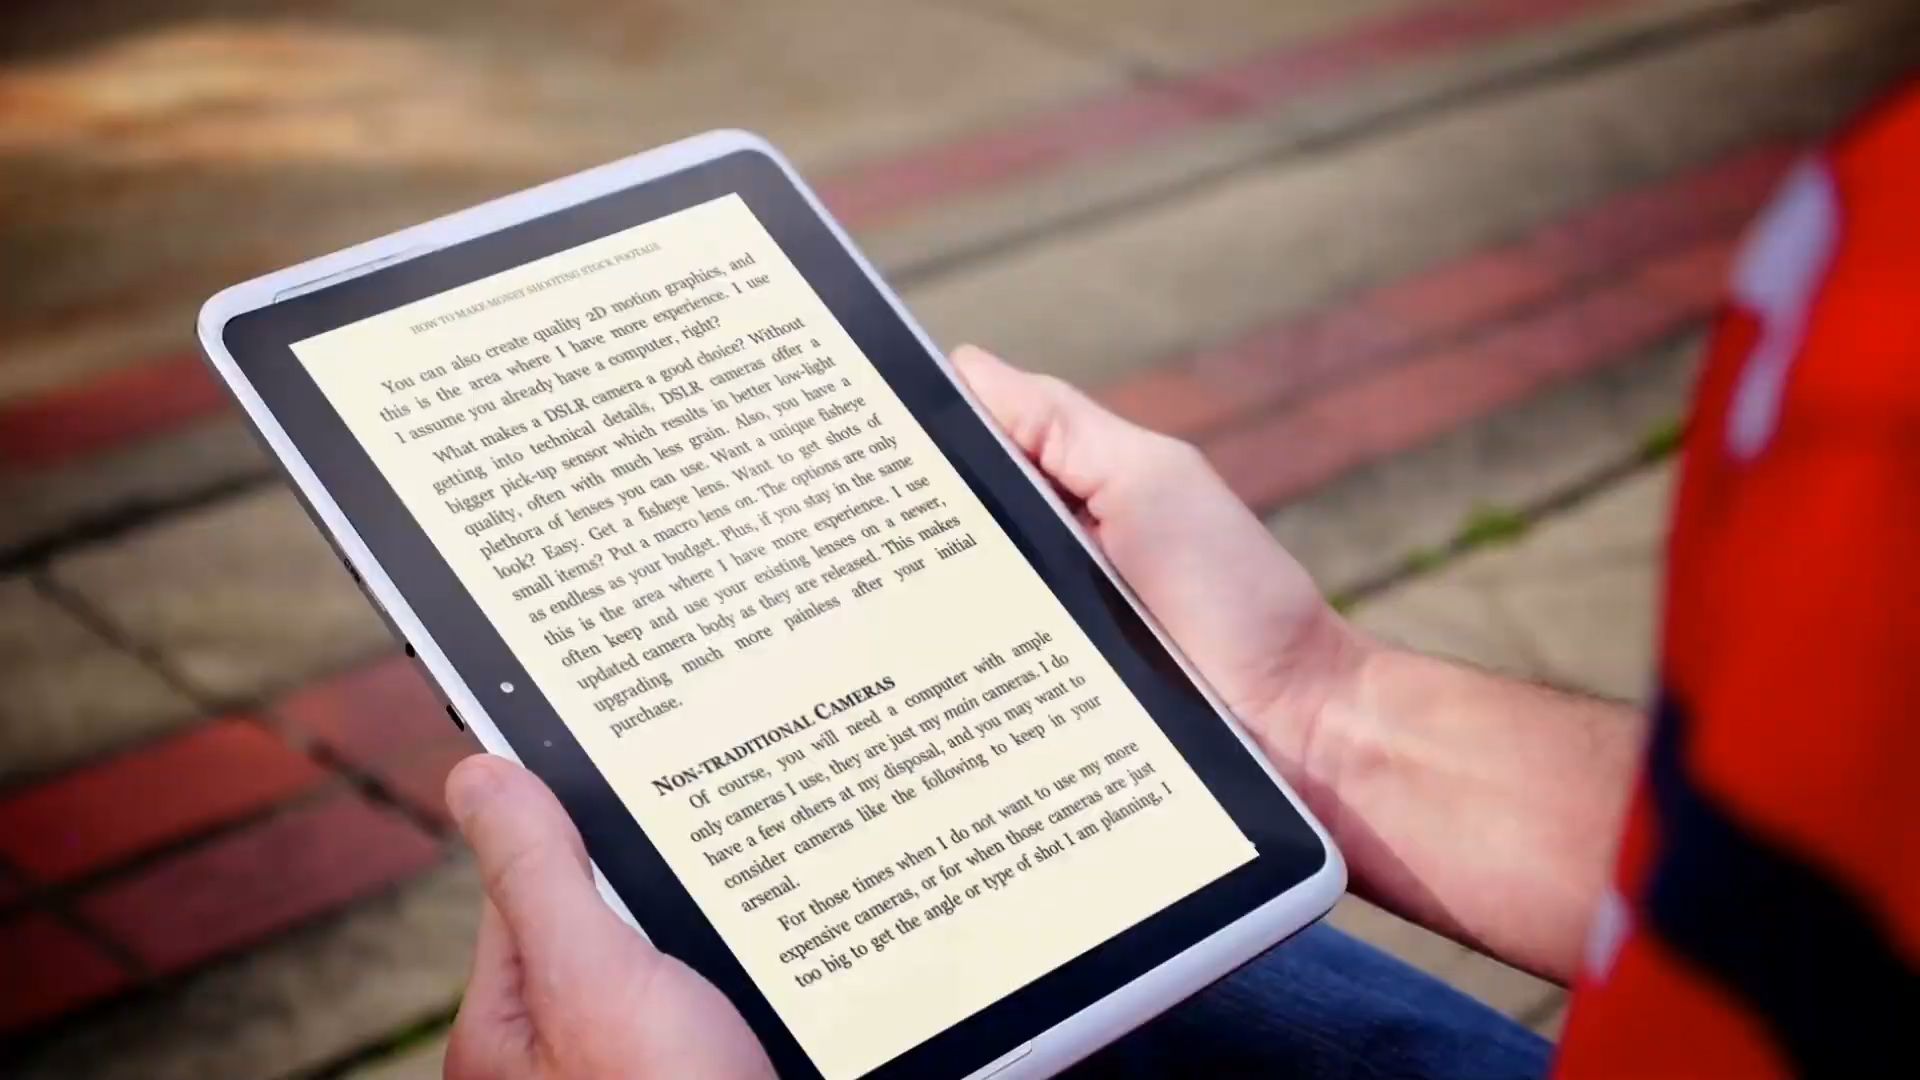 HOW TO MAKE MONEY SHOOTING STOCK FOOTAGE
You can also create quality 2D motion graphics, and
this is the area where I have more experience. I use
I assume you already have a computer, right?
What makes a DSLR camera a good choice? Without
getting into technical details, DSLR cameras offer a
bigger pick-up sensor which results in better low-light
quality, often with much less grain. Also, you have a
plethora of lenses you can use. Want a unique fisheye
look? Easy. Get a fisheye lens. Want to get shots of
small items? Put a macro lens on. The options are only
as endless as your budget. Plus, if you stay in the same
this is the area where I have more experience. I use
often keep and use your existing lenses on a newer,
updated camera body as they are released. This makes
upgrading much more painless after your initial
purchase.
NON-TRADITIONAL CAMERAS
Of course, you will need a computer with ample
only cameras I use, they are just my main cameras. I do
have a few others at my disposal, and you may want to
consider cameras like the following to keep in your
arsenal.
For those times when I do not want to use my more
expensive cameras, or for when those cameras are just
too big to get the angle or type of shot I am planning, I